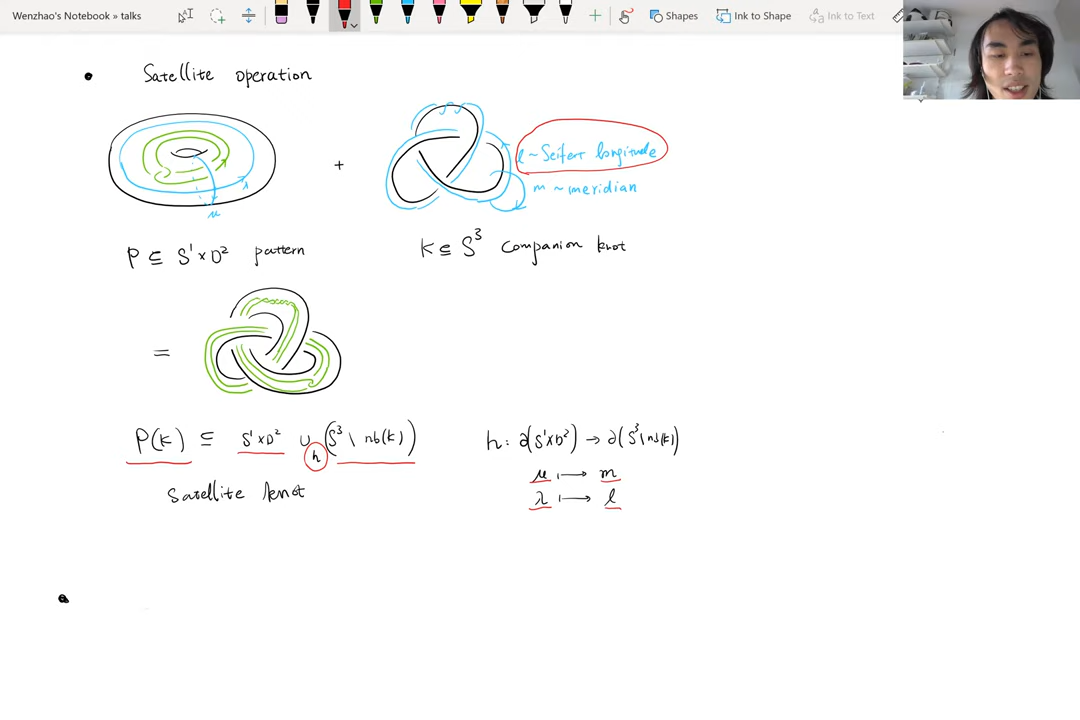 Wenzhao's Notebook » talks
Shapes
Ink to Shape
Ink to Text
• Satellite operation
λ
μ
+
l ~ Seifert longitude
m ~ meridian
P ⊆ S¹×D² pattern
K ⊆ S³ companion knot
=
P(K) ⊆ S¹×D² ∪ₕ (S³ \ nb(K)) h: ∂(S¹×D²) → ∂(S³\nb(K))
μ ↦ m
λ ↦ l
Satellite knot